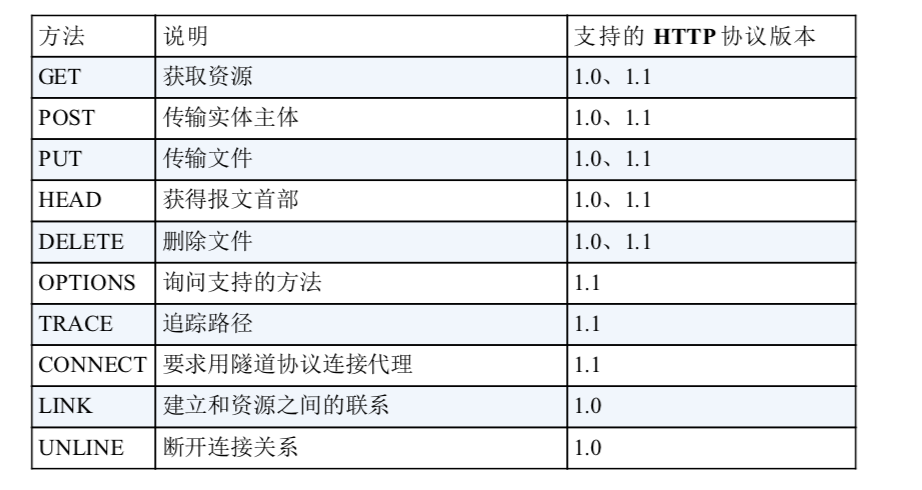 方法 说明 支持的 HTTP 协议版本
GET 获取资源 1.0、1.1
POST 传输实体主体 1.0、1.1
PUT 传输文件 1.0、1.1
HEAD 获得报文首部 1.0、1.1
DELETE 删除文件 1.0、1.1
OPTIONS 询问支持的方法 1.1
TRACE 追踪路径 1.1
CONNECT 要求用隧道协议连接代理 1.1
LINK 建立和资源之间的联系 1.0
UNLINE 断开连接关系 1.0